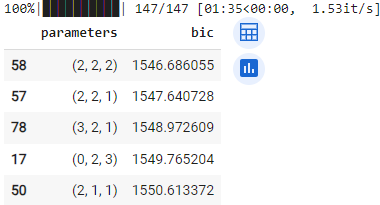 100%|██████████| 147/147 [01:35<00:00, 1.53it/s]
parameters bic
58 (2, 2, 2) 1546.686055
57 (2, 2, 1) 1547.640728
78 (3, 2, 1) 1548.972609
17 (0, 2, 3) 1549.765204
50 (2, 1, 1) 1550.613372